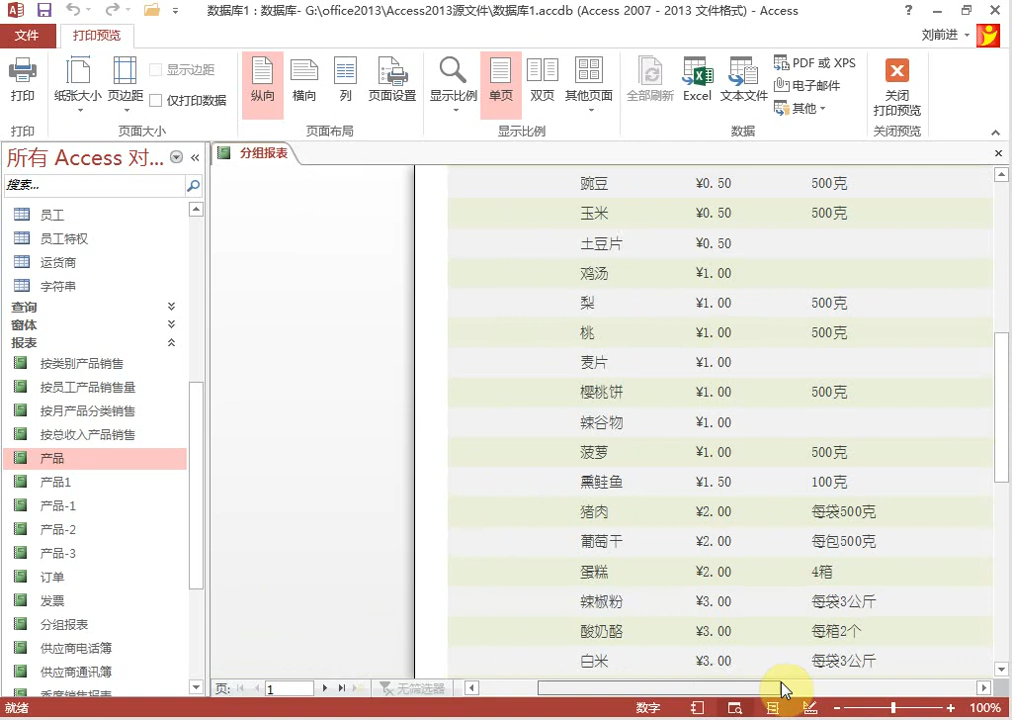 数据库1 : 数据库- G:\office2013\Access2013源文件\数据库1.accdb (Access 2007 - 2013 文件格式) - Access
文件 打印预览 刘前进
打印 纸张大小 页边距 显示边距 仅打印数据 纵向 横向 列 页面设置 显示比例 单页 双页 其他页面 全部刷新 Excel 文本文件 PDF 或 XPS 电子邮件 其他 关闭 打印预览
打印 页面大小 页面布局 显示比例 数据 关闭预览
所有 Access 对...
搜索...
员工
员工特权
运货商
字符串
查询
窗体
报表
按类别产品销售
按员工产品销售量
按月产品分类销售
按总收入产品销售
产品
产品1
产品-1
产品-2
产品-3
订单
发票
分组报表
供应商电话簿
供应商通讯簿
季度销售报表
分组报表
豌豆 ¥0.50 500克
玉米 ¥0.50 500克
土豆片 ¥0.50
鸡汤 ¥1.00
梨 ¥1.00 500克
桃 ¥1.00 500克
麦片 ¥1.00
樱桃饼 ¥1.00 500克
辣谷物 ¥1.00
菠萝 ¥1.00 500克
熏鲑鱼 ¥1.50 100克
猪肉 ¥2.00 每袋500克
葡萄干 ¥2.00 每包500克
蛋糕 ¥2.00 4箱
辣椒粉 ¥3.00 每袋3公斤
酸奶酪 ¥3.00 每箱2个
白米 ¥3.00 每袋3公斤
页: 1 无筛选器
就绪 数字 100%